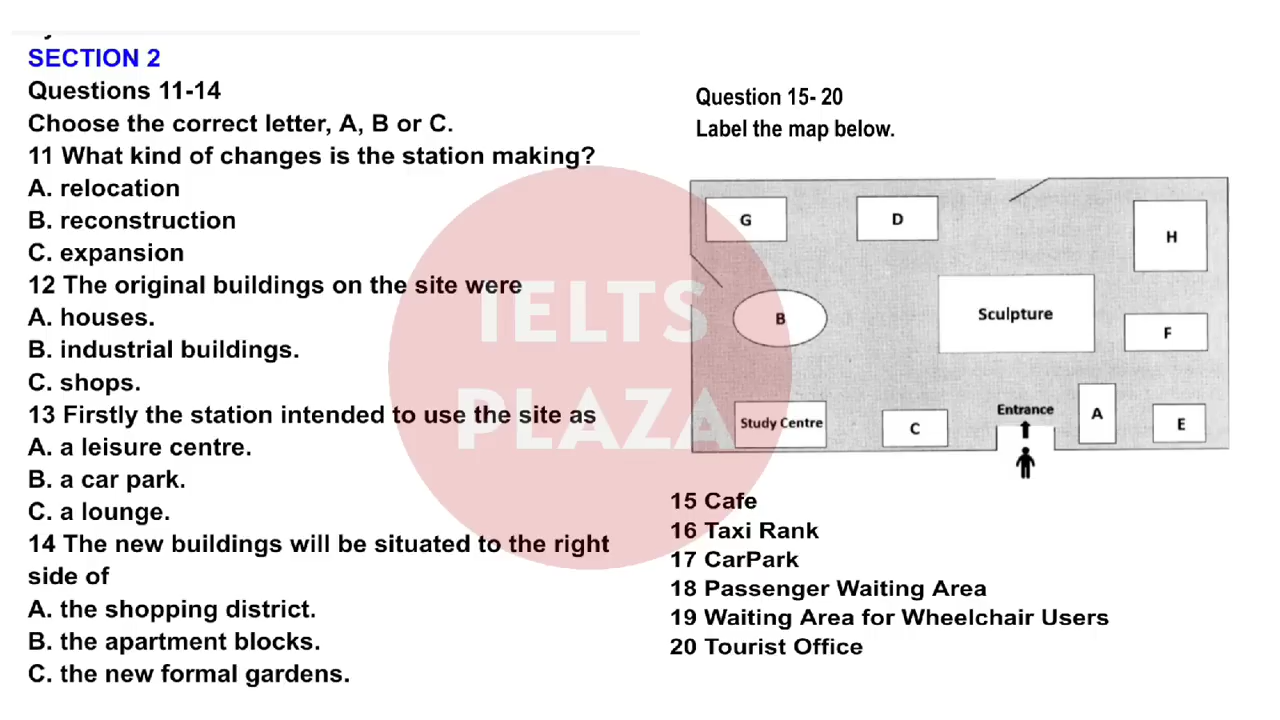 SECTION 2
Questions 11-14
Choose the correct letter, A, B or C.
11 What kind of changes is the station making?
A. relocation
B. reconstruction
C. expansion
12 The original buildings on the site were
A. houses.
B. industrial buildings.
C. shops.
13 Firstly the station intended to use the site as
A. a leisure centre.
B. a car park.
C. a lounge.
14 The new buildings will be situated to the right
side of
A. the shopping district.
B. the apartment blocks.
C. the new formal gardens.
IELTS
PLAZA
Question 15- 20
Label the map below.
G
D
H
B
Sculpture
F
Study Centre
C
Entrance
A
E
15 Cafe
16 Taxi Rank
17 CarPark
18 Passenger Waiting Area
19 Waiting Area for Wheelchair Users
20 Tourist Office